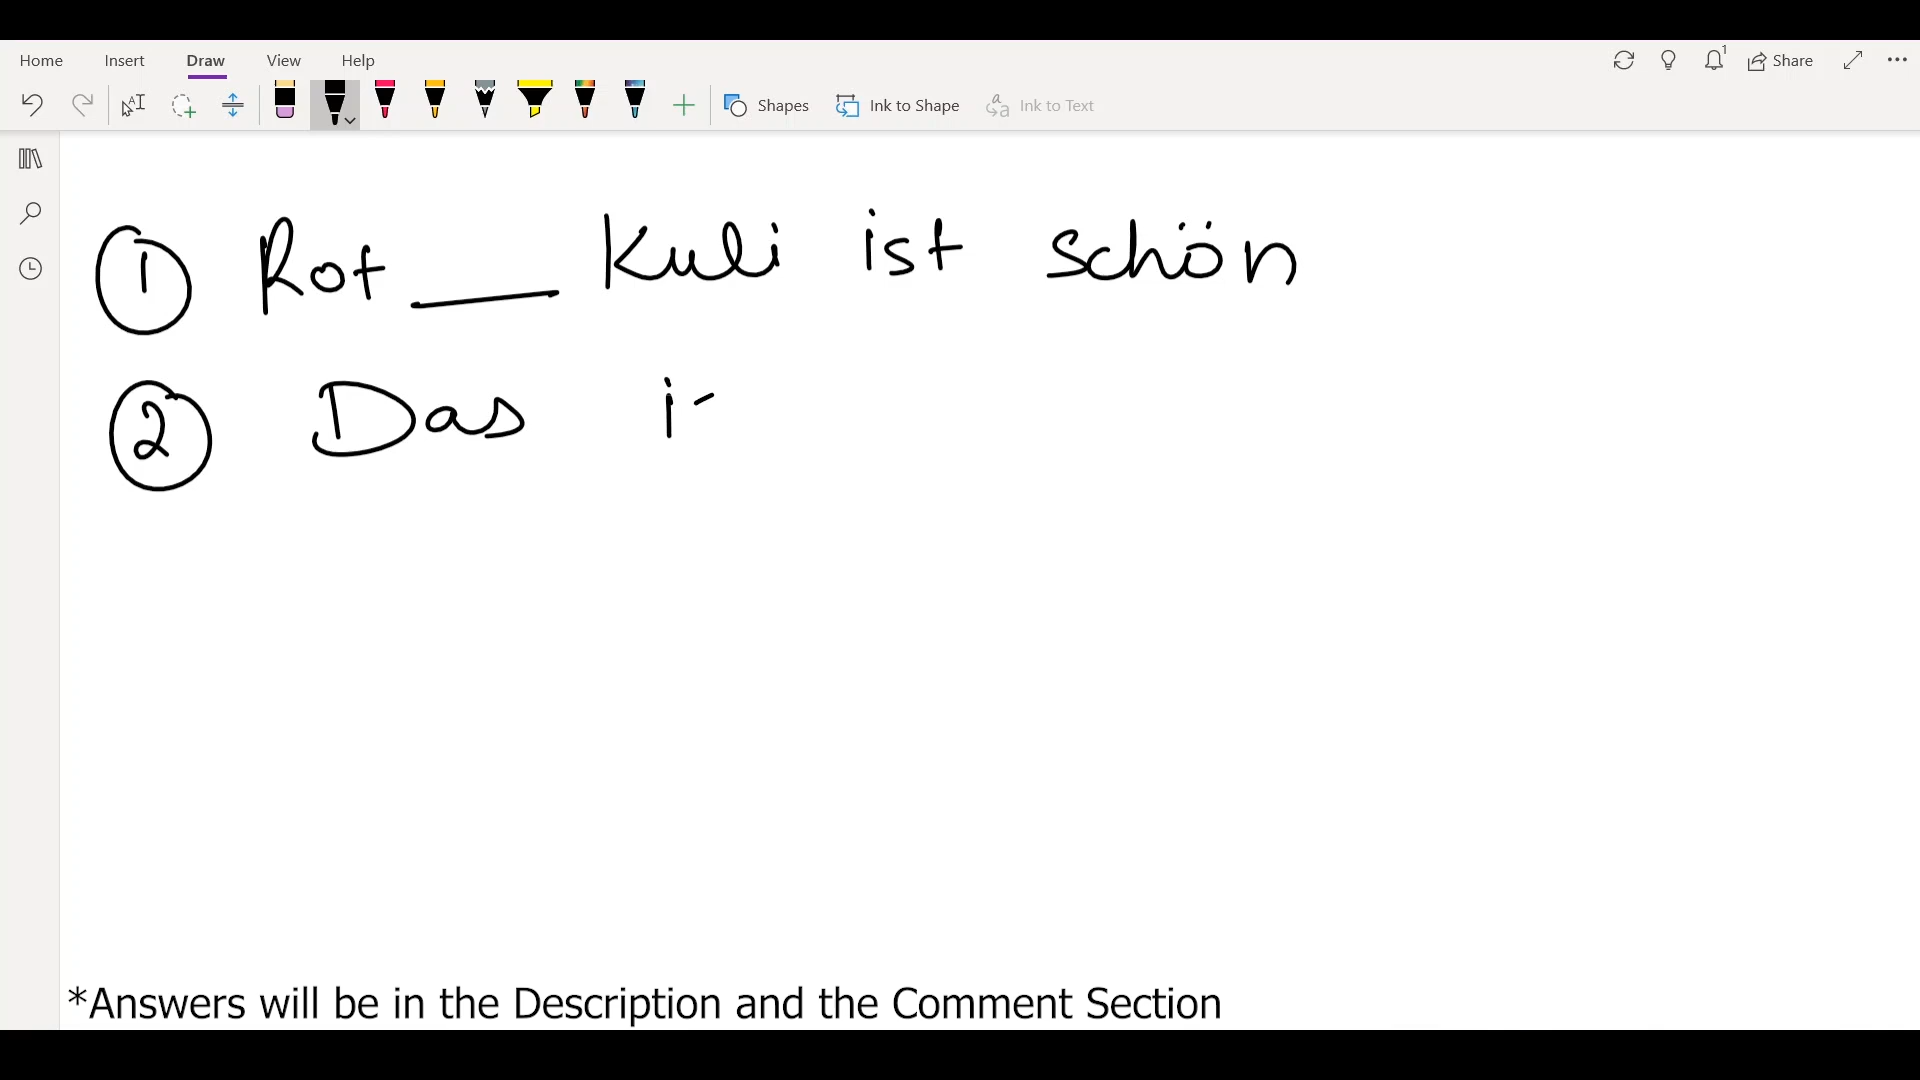 Home Insert Draw View Help 1 Share
Shapes Ink to Shape Ink to Text
1 Rot ___ Kuli ist schön
2 Das i
*Answers will be in the Description and the Comment Section